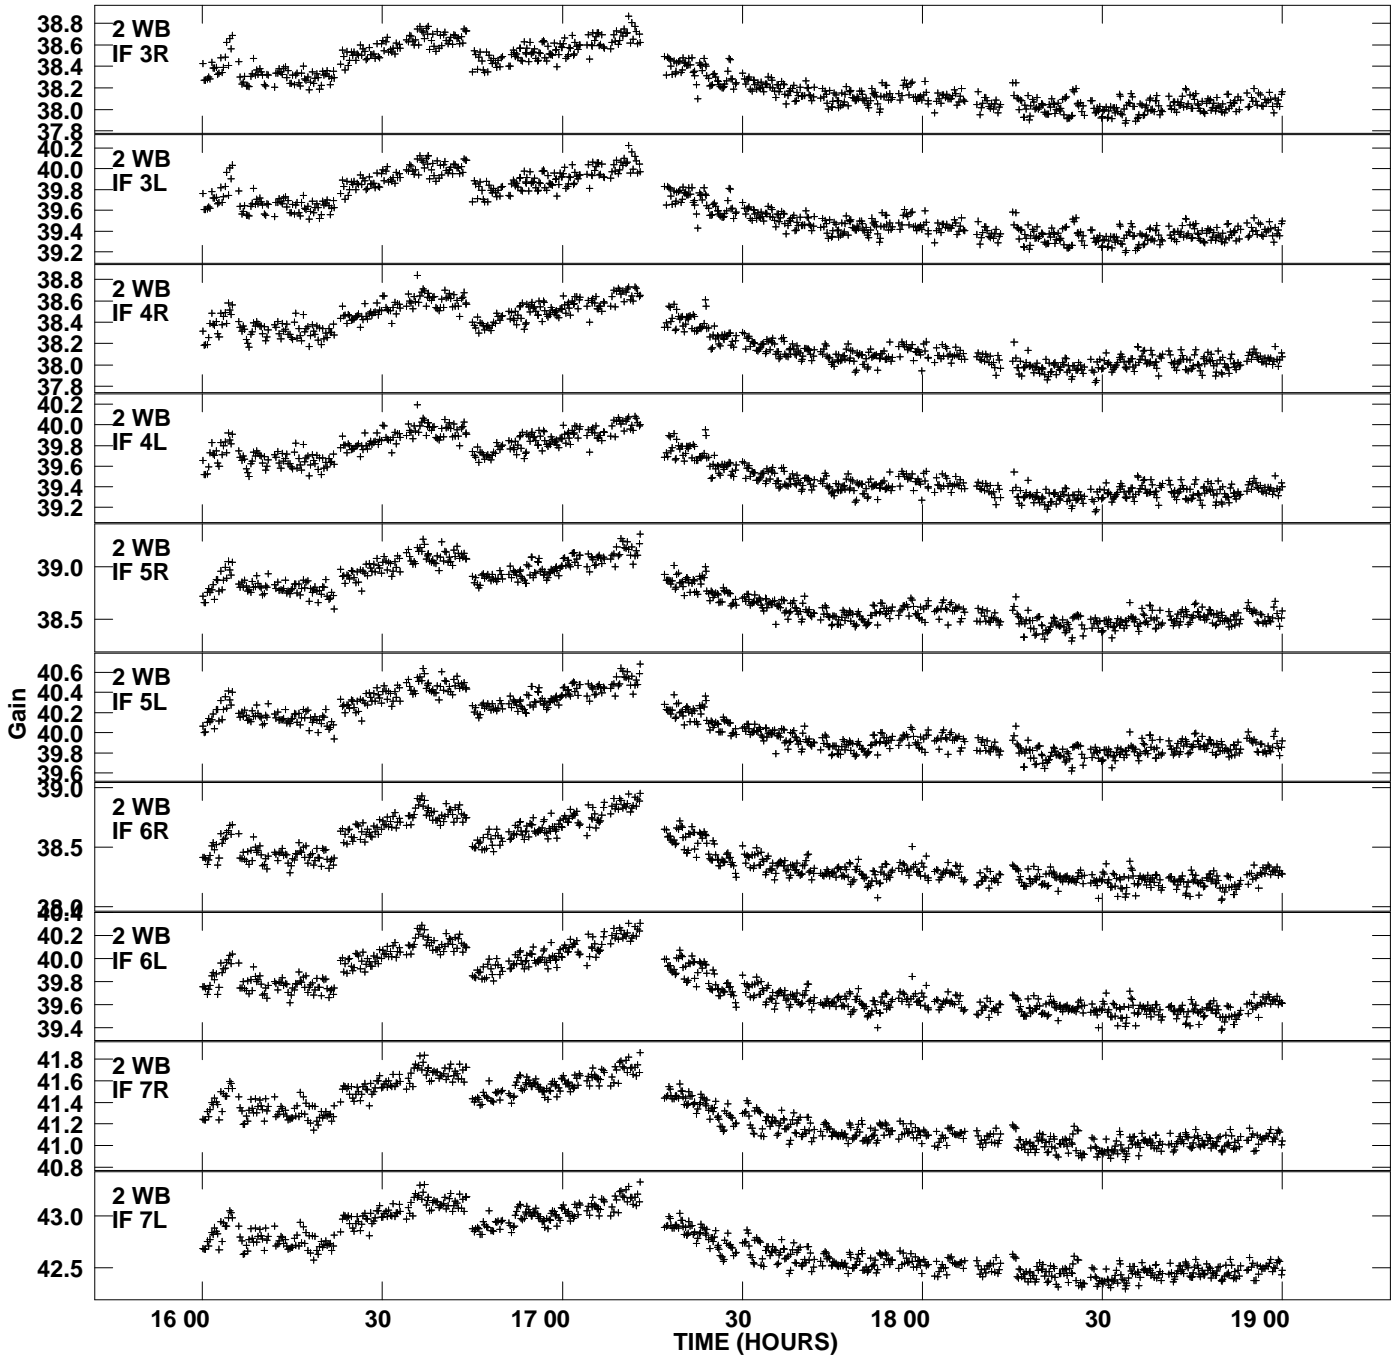 2 WB
IF 3R
38.8
38.6
38.4
38.2
38.0
37.8
2 WB
IF 3L
40.2
40.0
39.8
39.6
39.4
39.2
2 WB
IF 4R
38.8
38.6
38.4
38.2
38.0
37.8
2 WB
IF 4L
40.2
40.0
39.8
39.6
39.4
39.2
2 WB
IF 5R
39.0
38.5
2 WB
IF 5L
40.6
40.4
40.2
40.0
39.8
39.6
Gain
2 WB
IF 6R
39.0
38.5
38.0
2 WB
IF 6L
40.4
40.2
40.0
39.8
39.6
39.4
2 WB
IF 7R
41.8
41.6
41.4
41.2
41.0
40.8
2 WB
IF 7L
43.0
42.5
16 00 30 17 00 30 18 00 30 19 00
TIME (HOURS)